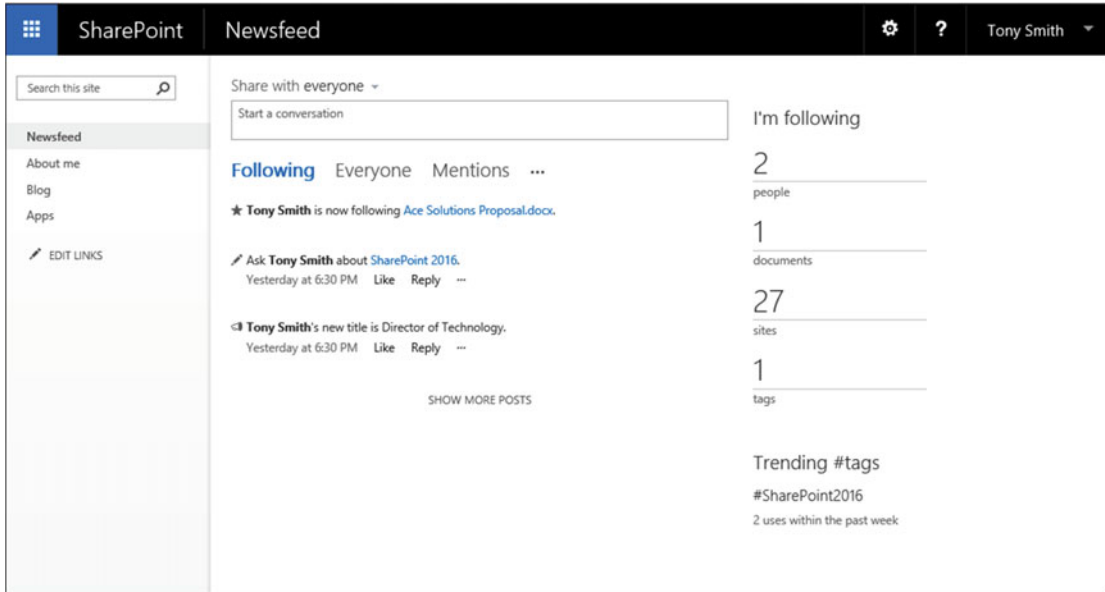 SharePoint Newsfeed ? Tony Smith
Search this site
Newsfeed
About me
Blog
Apps
EDIT LINKS
Share with everyone
Start a conversation
Following Everyone Mentions ...
Tony Smith is now following Ace Solutions Proposal.docx.
Ask Tony Smith about SharePoint 2016.
Yesterday at 6:30 PM Like Reply ...
Tony Smith's new title is Director of Technology.
Yesterday at 6:30 PM Like Reply ...
SHOW MORE POSTS
I'm following
2
people
1
documents
27
sites
1
tags
Trending #tags
#SharePoint2016
2 uses within the past week